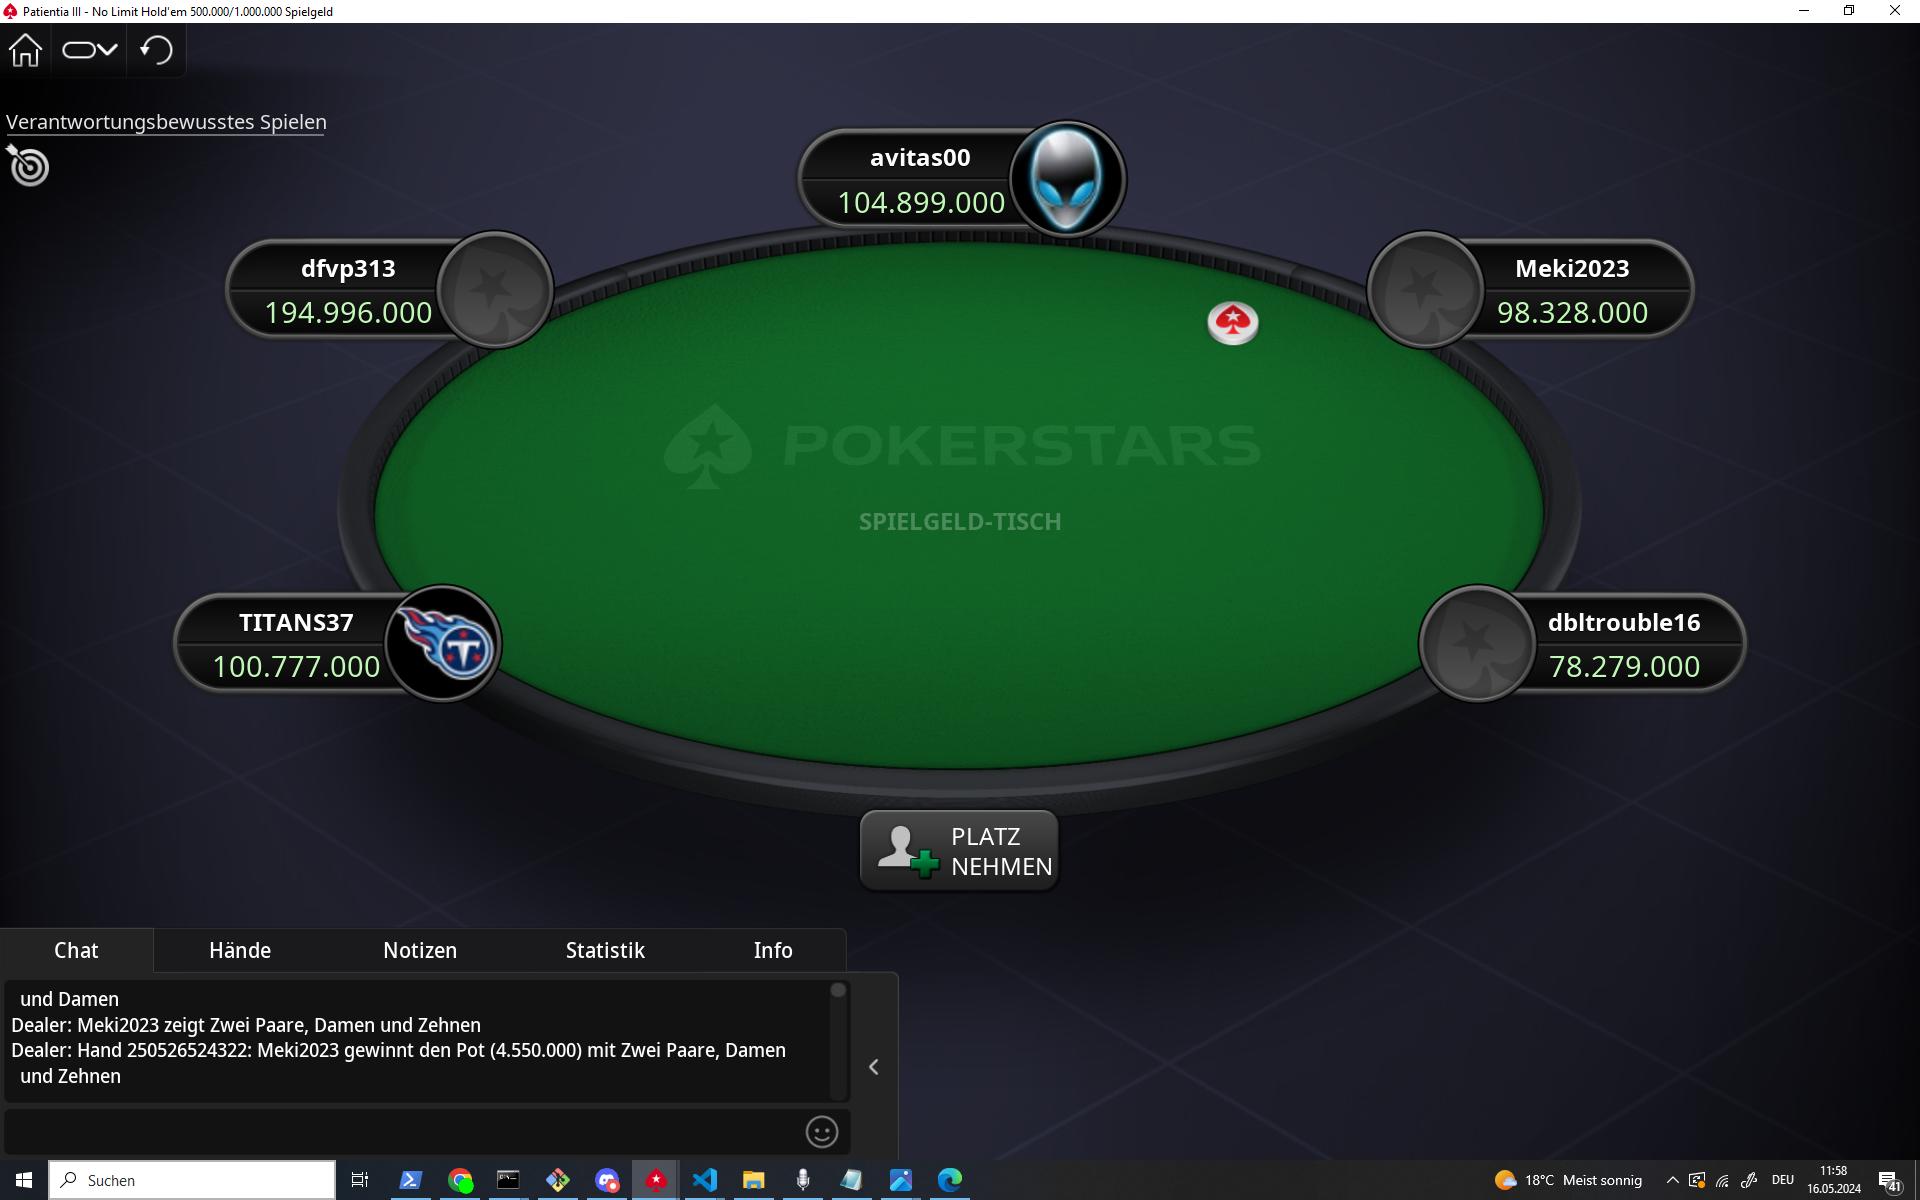 Patientia III - No Limit Hold'em 500.000/1.000.000 Spielgeld
Verantwortungsbewusstes Spielen
avitas00
104.899.000
dfvp313
194.996.000
Meki2023
98.328.000
POKERSTARS
SPIELGELD-TISCH
TITANS37
100.777.000
dbltrouble16
78.279.000
PLATZ
NEHMEN
Chat Hände Notizen Statistik Info
und Damen
Dealer: Meki2023 zeigt Zwei Paare, Damen und Zehnen
Dealer: Hand 250526524322: Meki2023 gewinnt den Pot (4.550.000) mit Zwei Paare, Damen
und Zehnen
Suchen
18°C Meist sonnig
DEU
11:58
16.05.2024
41